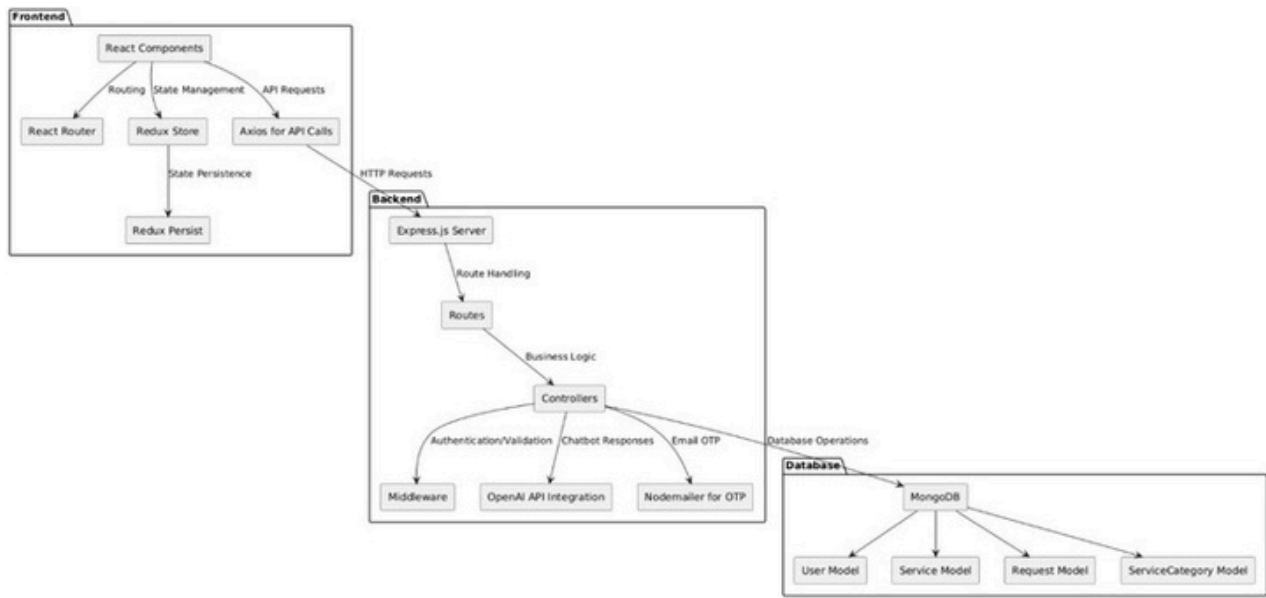 Frontend
React Components
Routing
State Management
API Requests
React Router
Redux Store
Axios for API Calls
State Persistence
HTTP Requests
Redux Persist
Backend
Express.js Server
Route Handling
Routes
Business Logic
Controllers
Authentication/Validation
Chatbot Responses
Email OTP
Database Operations
Middleware
OpenAI API Integration
Nodemailer for OTP
Database
MongoDB
User Model
Service Model
Request Model
ServiceCategory Model